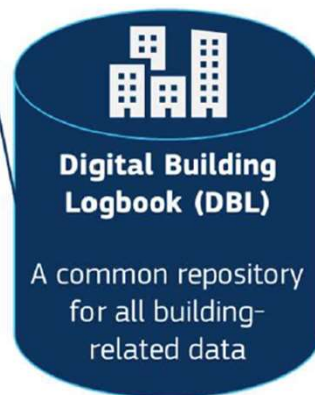 Digital Building
Logbook (DBL)
A common repository
for all building-
related data